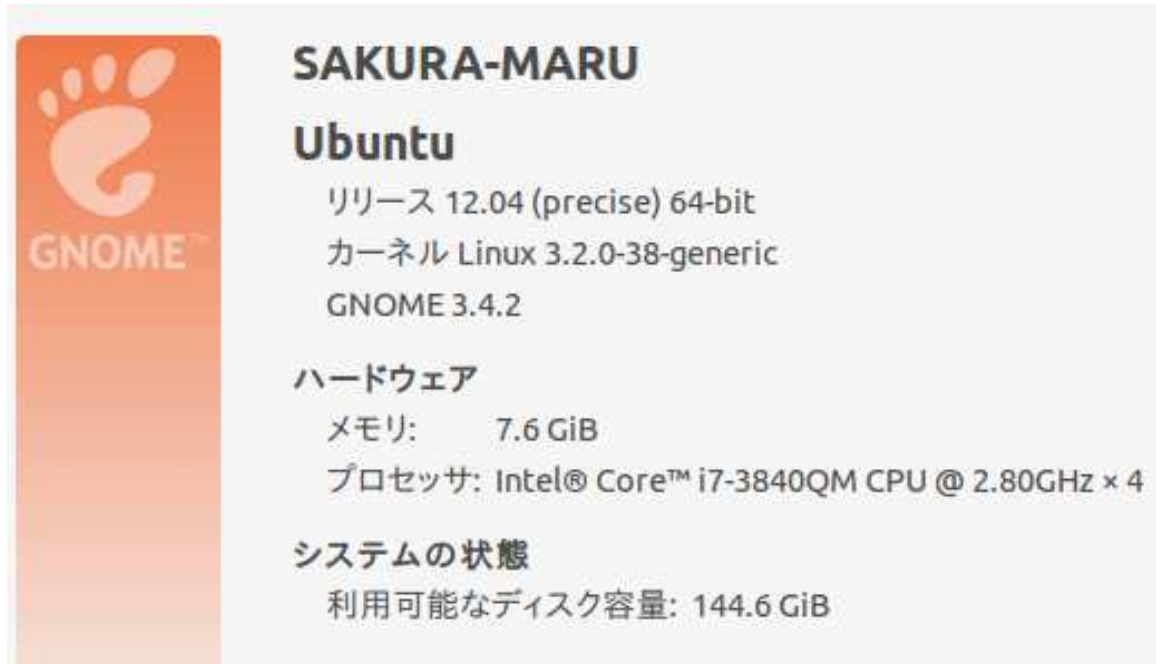 GNOME™
SAKURA-MARU
Ubuntu
リリース 12.04 (precise) 64-bit
カーネル Linux 3.2.0-38-generic
GNOME 3.4.2
ハードウェア
メモリ: 7.6 GiB
プロセッサ: Intel® Core™ i7-3840QM CPU @ 2.80GHz × 4
システムの状態
利用可能なディスク容量: 144.6 GiB